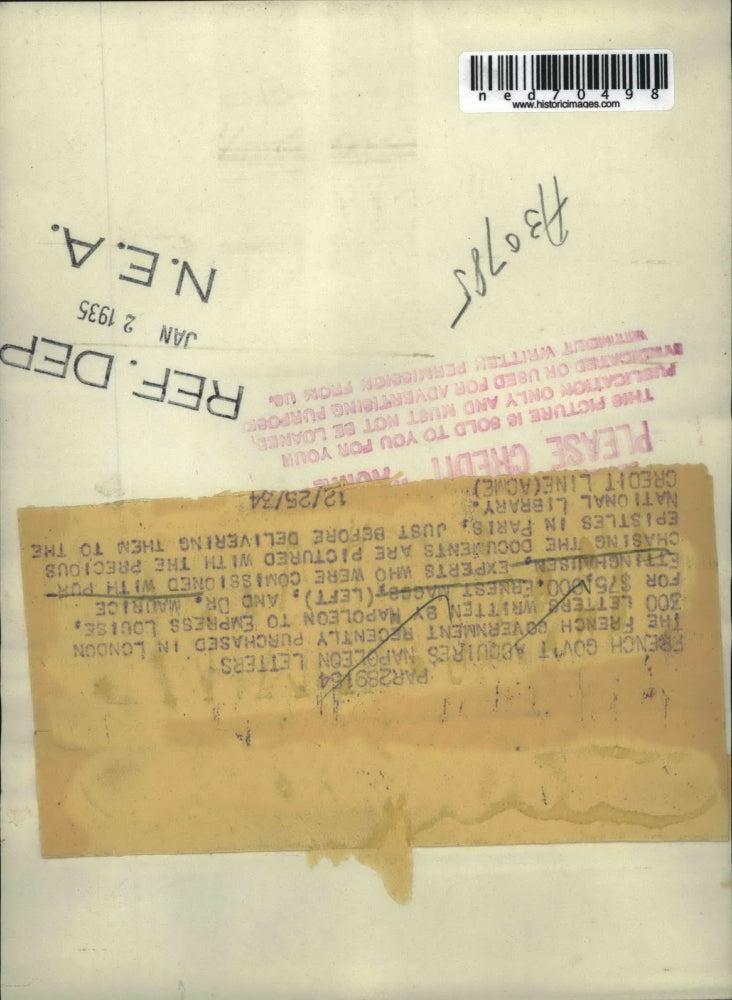 ned70498
www.historicimages.com
A30785
N.E.A.
JAN 2 1935
REF. DEP
PLEASE CREDIT
THIS PICTURE IS SOLD TO YOU FOR YOUR
PUBLICATION ONLY AND MUST NOT BE LOANED,
SYNDICATED OR USED FOR ADVERTISING PURPOSE
WITHOUT WRITTEN PERMISSION FROM US.
PAR289164
FRENCH GOV'T ACQUIRES NAPOLEON LETTERS
THE FRENCH GOVERNMENT RECENTLY PURCHASED IN LONDON
300 LETTERS WRITTEN BY NAPOLEON TO EMPRESS LOUISE,
FOR $75,000. ERNEST (LEFT), AND DR. MAURICE
ETTINGHAUSEN, EXPERTS WHO WERE COMISSIONED WITH PUR
CHASING THE DOCUMENTS ARE PICTURED WITH THE PRECIOUS
EPISTLES IN PARIS, JUST BEFORE DELIVERING THEM TO THE
NATIONAL LIBRARY.
CREDIT LINE(ACME) 12/25/34